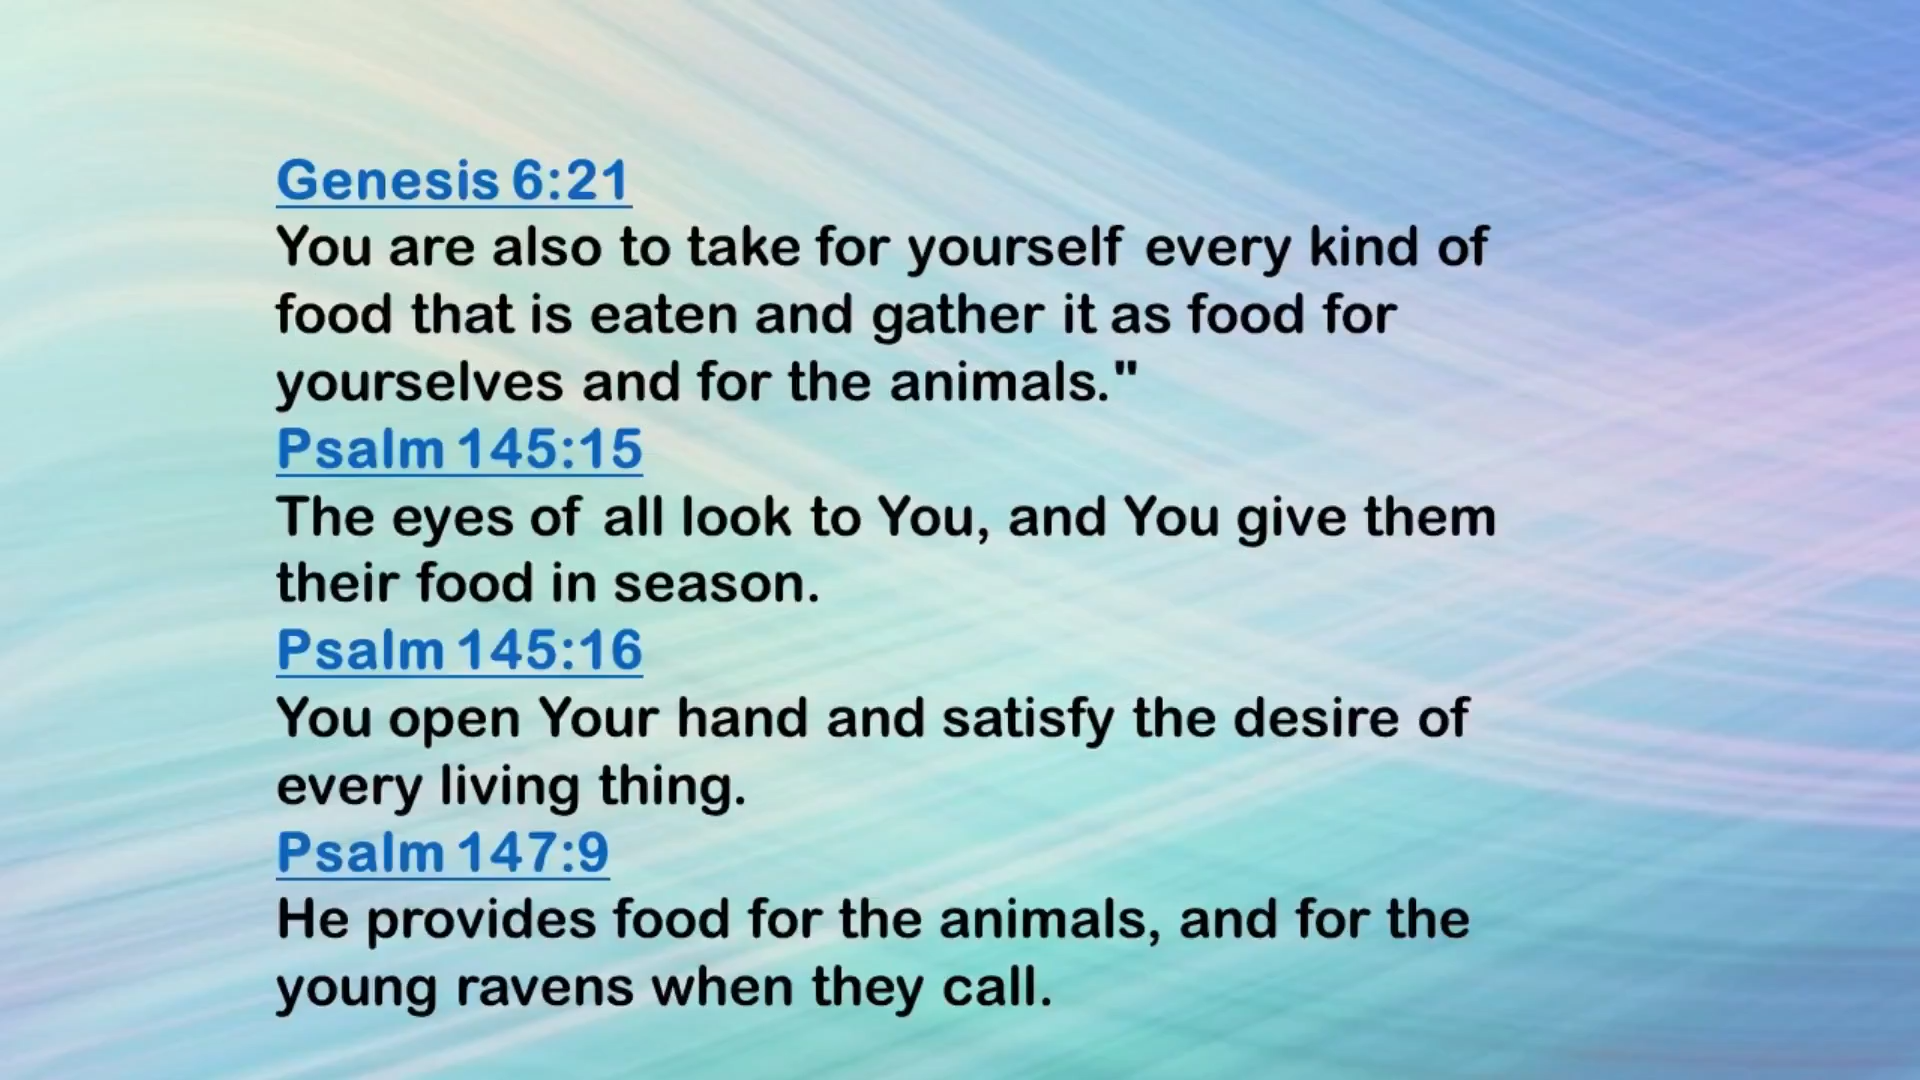 Genesis 6:21
You are also to take for yourself every kind of
food that is eaten and gather it as food for
yourselves and for the animals."
Psalm 145:15
The eyes of all look to You, and You give them
their food in season.
Psalm 145:16
You open Your hand and satisfy the desire of
every living thing.
Psalm 147:9
He provides food for the animals, and for the
young ravens when they call.